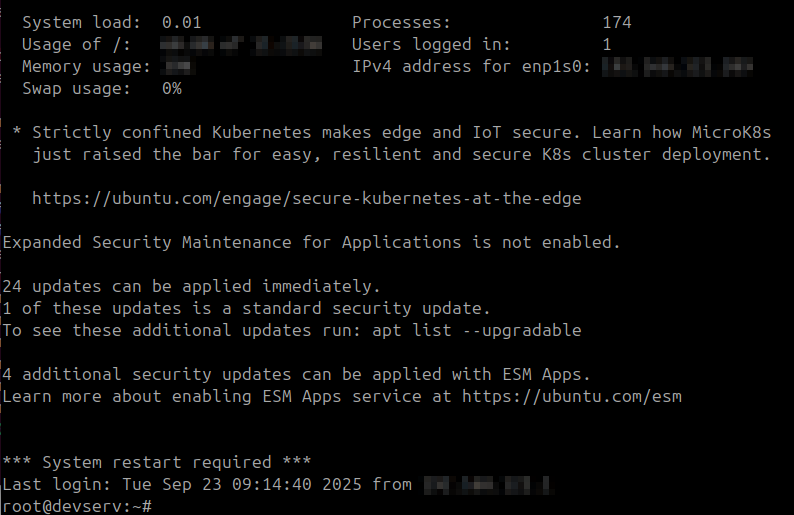 System load:  0.01               Processes:               174
Usage of /:                      Users logged in:         1
Memory usage:                    IPv4 address for enp1s0:
Swap usage:   0%
* Strictly confined Kubernetes makes edge and IoT secure. Learn how MicroK8s
just raised the bar for easy, resilient and secure K8s cluster deployment.
https://ubuntu.com/engage/secure-kubernetes-at-the-edge
Expanded Security Maintenance for Applications is not enabled.
24 updates can be applied immediately.
1 of these updates is a standard security update.
To see these additional updates run: apt list --upgradable
4 additional security updates can be applied with ESM Apps.
Learn more about enabling ESM Apps service at https://ubuntu.com/esm
*** System restart required ***
Last login: Tue Sep 23 09:14:40 2025 from
root@devserv:~#